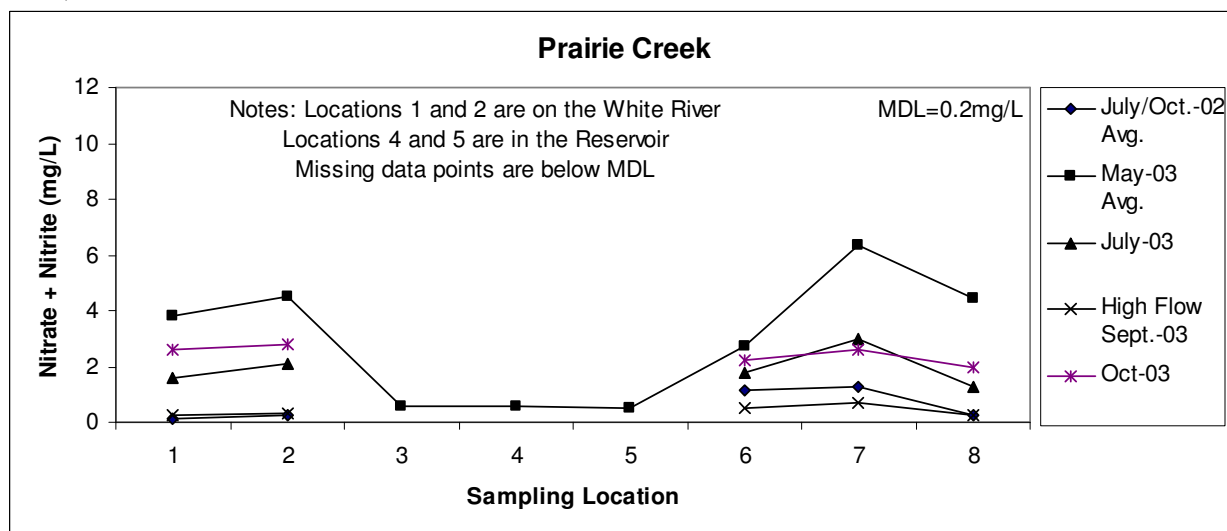 Prairie Creek
Notes: Locations 1 and 2 are on the White River
Locations 4 and 5 are in the Reservoir
Missing data points are below MDL
MDL=0.2mg/L
Nitrate + Nitrite (mg/L)
12
10
8
6
4
2
0
1 2 3 4 5 6 7 8
Sampling Location
July/Oct.-02
Avg.
May-03
Avg.
July-03
High Flow
Sept.-03
Oct-03